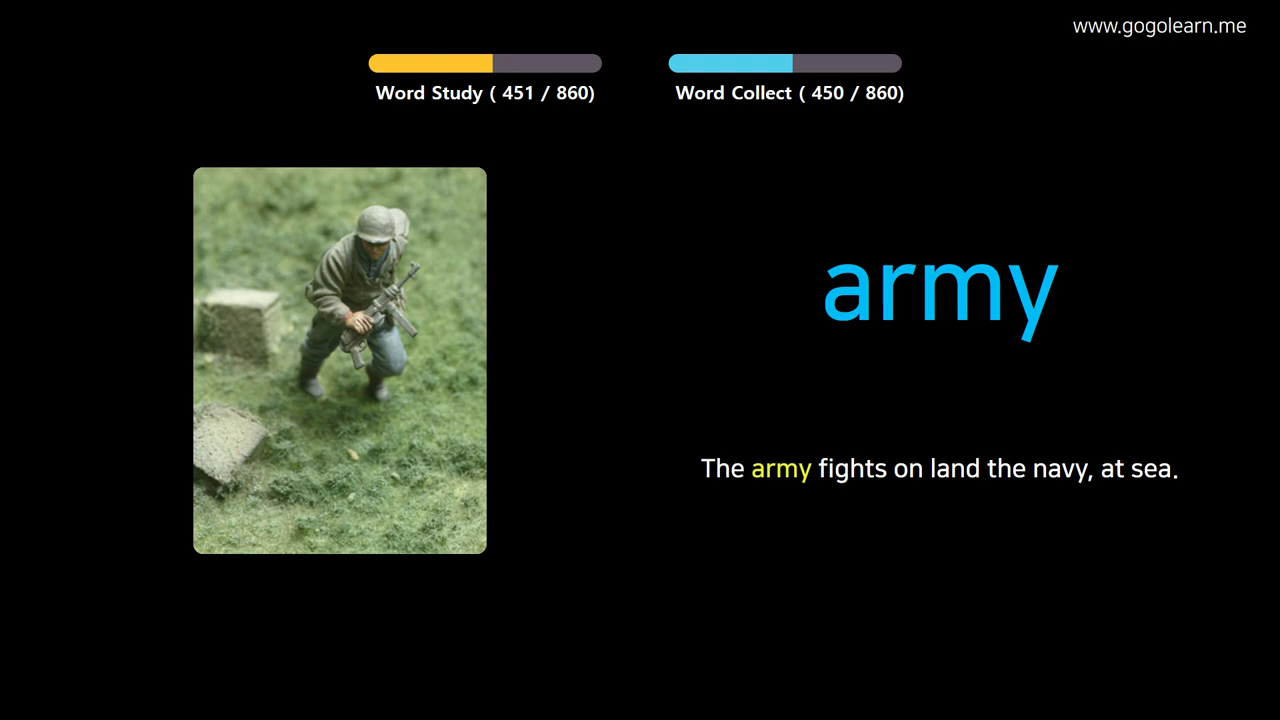 www.gogolearn.me
Word Study ( 451 / 860)
Word Collect ( 450 / 860)
army
The army fights on land the navy, at sea.